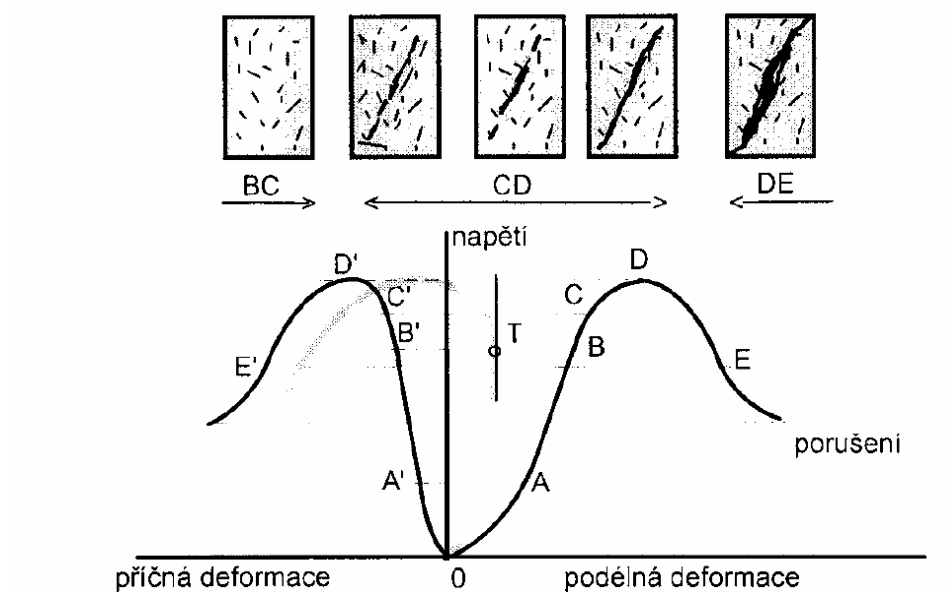 BC CD DE
napětí
D' D
C' C
B' T B
E' E
porušení
A' A
příčná deformace 0 podélná deformace